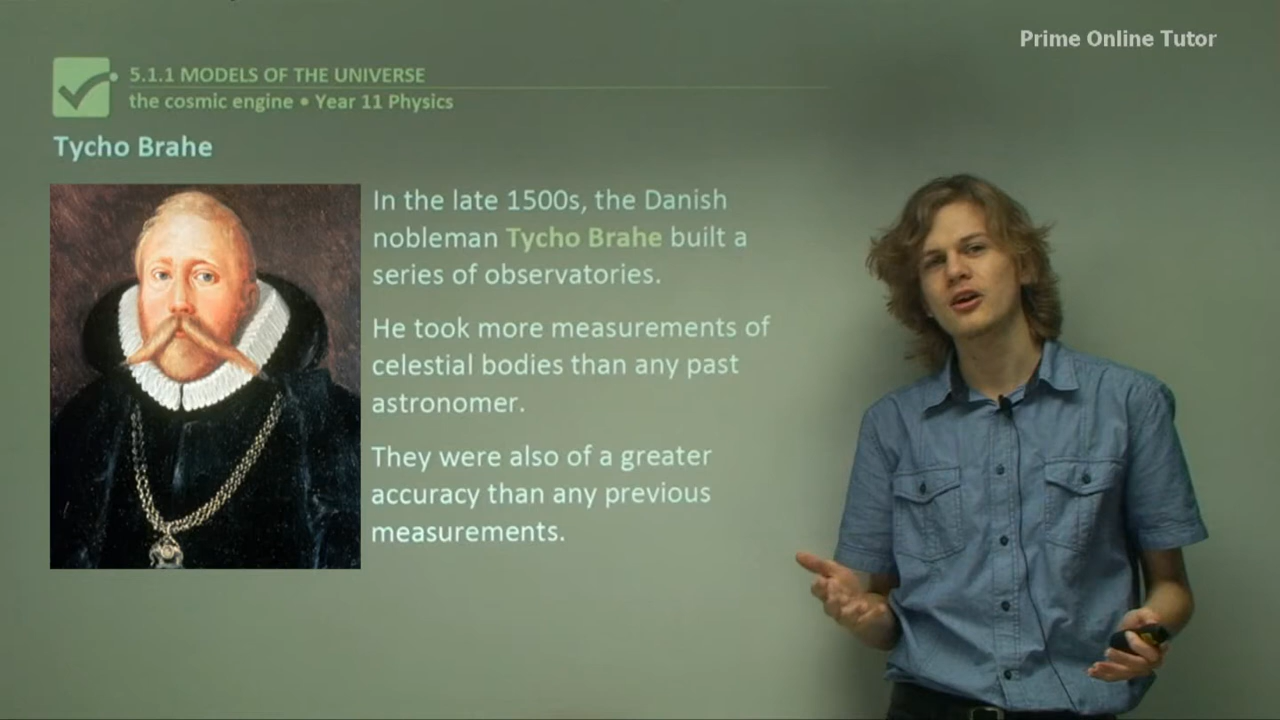 Prime Online Tutor
5.1.1 MODELS OF THE UNIVERSE
the cosmic engine • Year 11 Physics
Tycho Brahe
In the late 1500s, the Danish
nobleman Tycho Brahe built a
series of observatories.
He took more measurements of
celestial bodies than any past
astronomer.
They were also of a greater
accuracy than any previous
measurements.